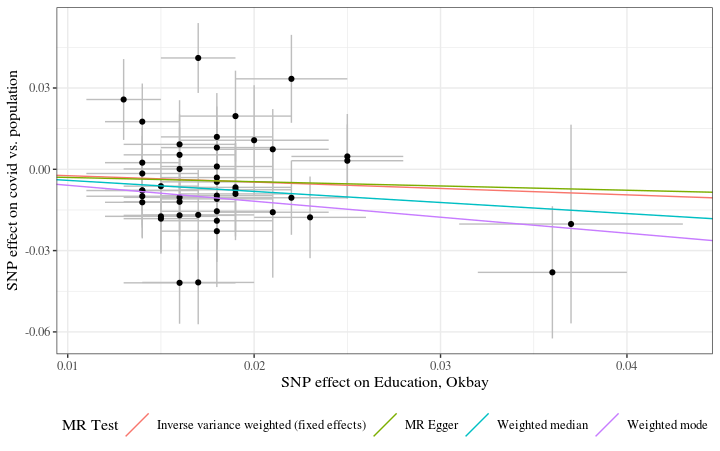 SNP effect on covid vs. population
0.03
0.00
-0.03
-0.06
0.01 0.02 0.03 0.04
SNP effect on Education, Okbay
MR Test Inverse variance weighted (fixed effects) MR Egger Weighted median Weighted mode